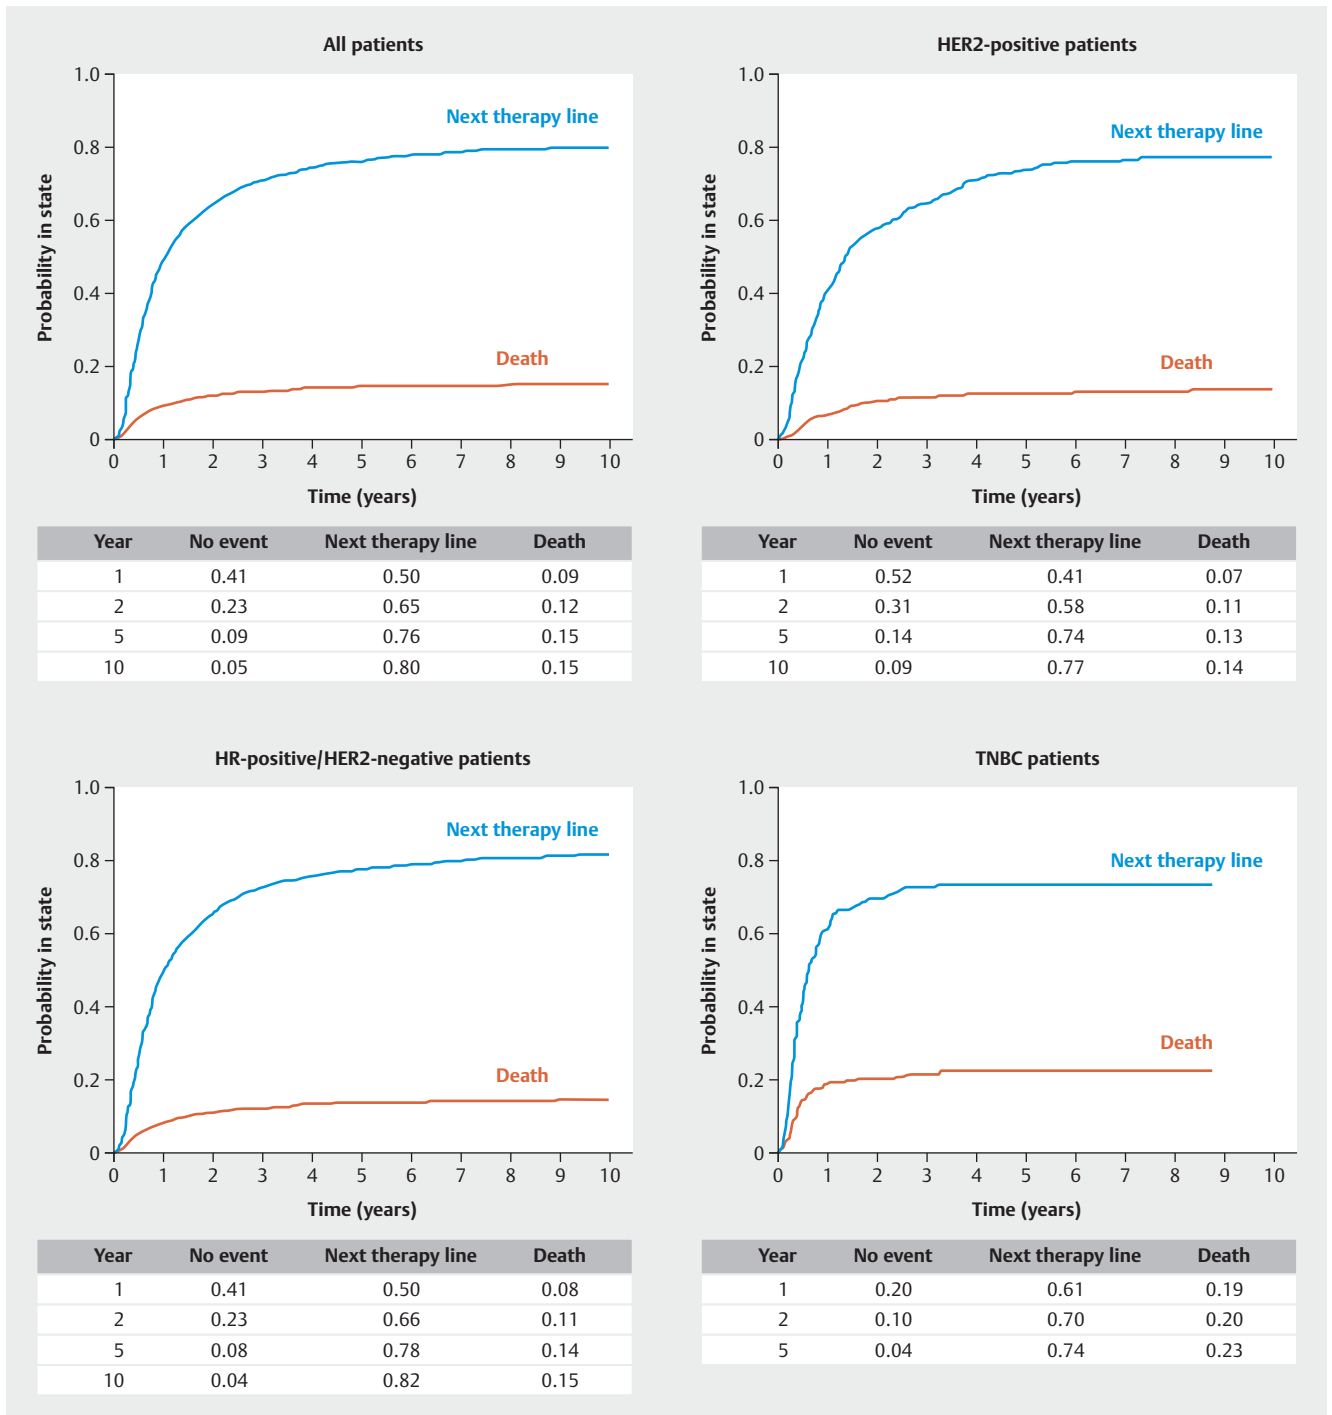 All patients
1.0
0.8
0.6
0.4
0.2
0
Probability in state
Next therapy line
Death
0 1 2 3 4 5 6 7 8 9 10
Time (years)
Year No event Next therapy line Death
1 0.41 0.50 0.09
2 0.23 0.65 0.12
5 0.09 0.76 0.15
10 0.05 0.80 0.15
HER2-positive patients
1.0
0.8
0.6
0.4
0.2
0
Probability in state
Next therapy line
Death
0 1 2 3 4 5 6 7 8 9 10
Time (years)
Year No event Next therapy line Death
1 0.52 0.41 0.07
2 0.31 0.58 0.11
5 0.14 0.74 0.13
10 0.09 0.77 0.14
HR-positive/HER2-negative patients
1.0
0.8
0.6
0.4
0.2
0
Probability in state
Next therapy line
Death
0 1 2 3 4 5 6 7 8 9 10
Time (years)
Year No event Next therapy line Death
1 0.41 0.50 0.08
2 0.23 0.66 0.11
5 0.08 0.78 0.14
10 0.04 0.82 0.15
TNBC patients
1.0
0.8
0.6
0.4
0.2
0
Probability in state
Next therapy line
Death
0 1 2 3 4 5 6 7 8 9 10
Time (years)
Year No event Next therapy line Death
1 0.20 0.61 0.19
2 0.10 0.70 0.20
5 0.04 0.74 0.23